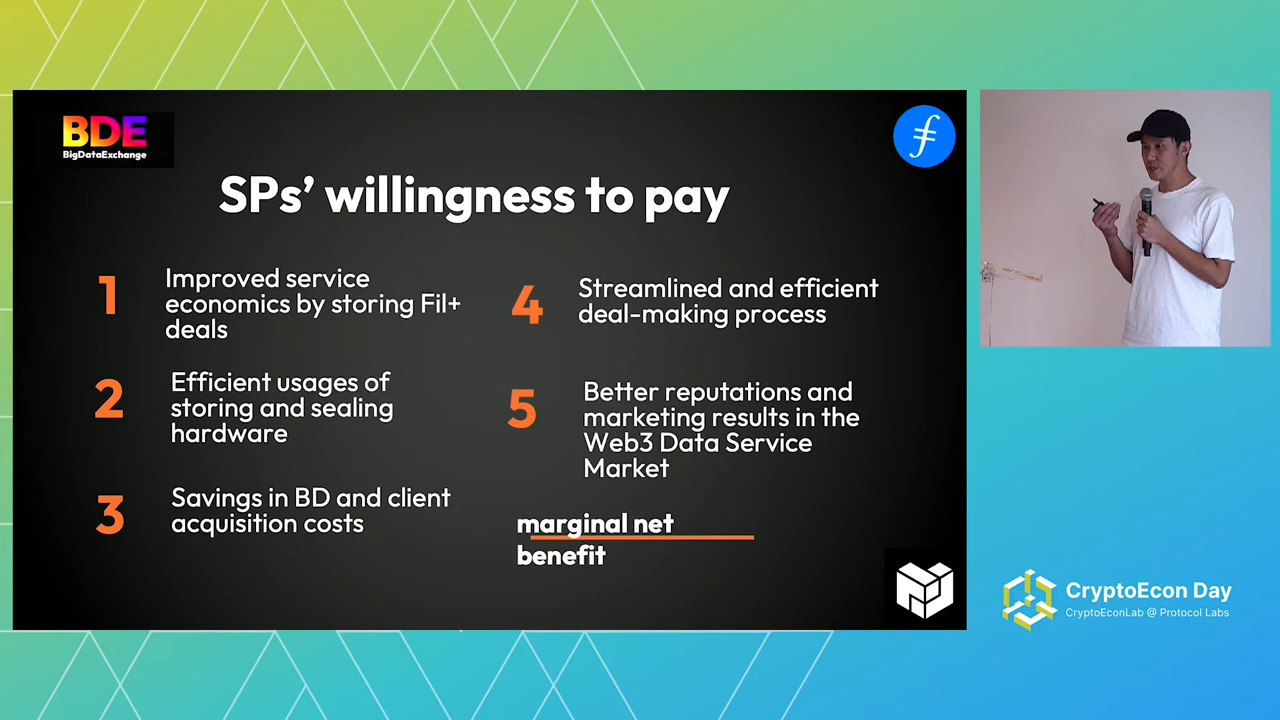 BDE
BigDataExchange
SPs’ willingness to pay
1
Improved service
economics by storing Fil+
deals
2
Efficient usages of
storing and sealing
hardware
3
Savings in BD and client
acquisition costs
4
Streamlined and efficient
deal-making process
5
Better reputations and
marketing results in the
Web3 Data Service
Market
marginal net
benefit
CryptoEcon Day
CryptoEconLab @ Protocol Labs